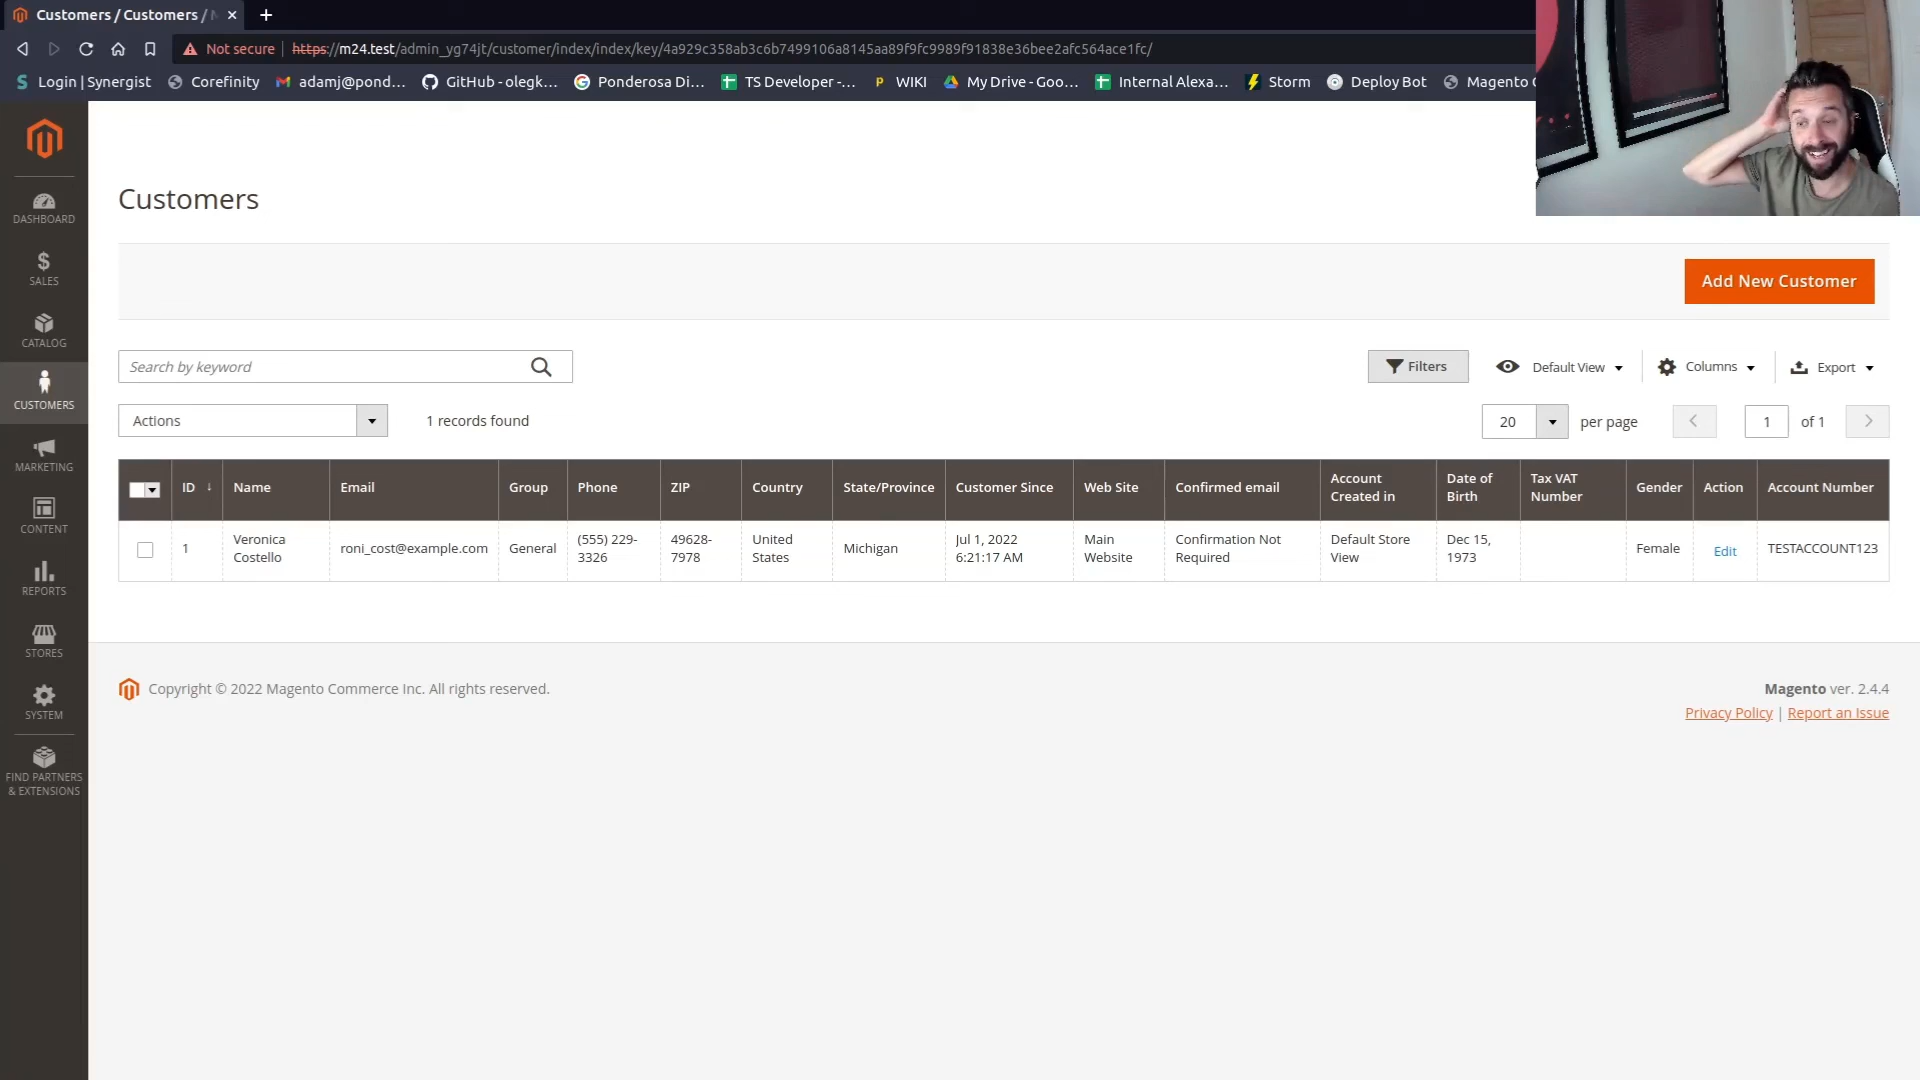 Customers / Customers / M
Not secure https://m24.test/admin_yg74jt/customer/index/index/key/4a929c358ab3c6b7499106a8145aa89f9fc9989f91838e36bee2afc564ace1fc/
Login | Synergist Corefinity adamj@pond... GitHub - olegk... Ponderosa Di... TS Developer -... WIKI My Drive - Goo... Internal Alexa... Storm Deploy Bot Magento
DASHBOARD
SALES
CATALOG
CUSTOMERS
MARKETING
CONTENT
REPORTS
STORES
SYSTEM
FIND PARTNERS
& EXTENSIONS
Customers
Add New Customer
Search by keyword
Filters Default View Columns Export
Actions 1 records found 20 per page 1 of 1
ID ↓ Name Email Group Phone ZIP Country State/Province Customer Since Web Site Confirmed email Account Created in Date of Birth Tax VAT Number Gender Action Account Number
1 Veronica Costello roni_cost@example.com General (555) 229-3326 49628-7978 United States Michigan Jul 1, 2022 6:21:17 AM Main Website Confirmation Not Required Default Store View Dec 15, 1973 Female Edit TESTACCOUNT123
Copyright © 2022 Magento Commerce Inc. All rights reserved.
Magento ver. 2.4.4
Privacy Policy | Report an Issue